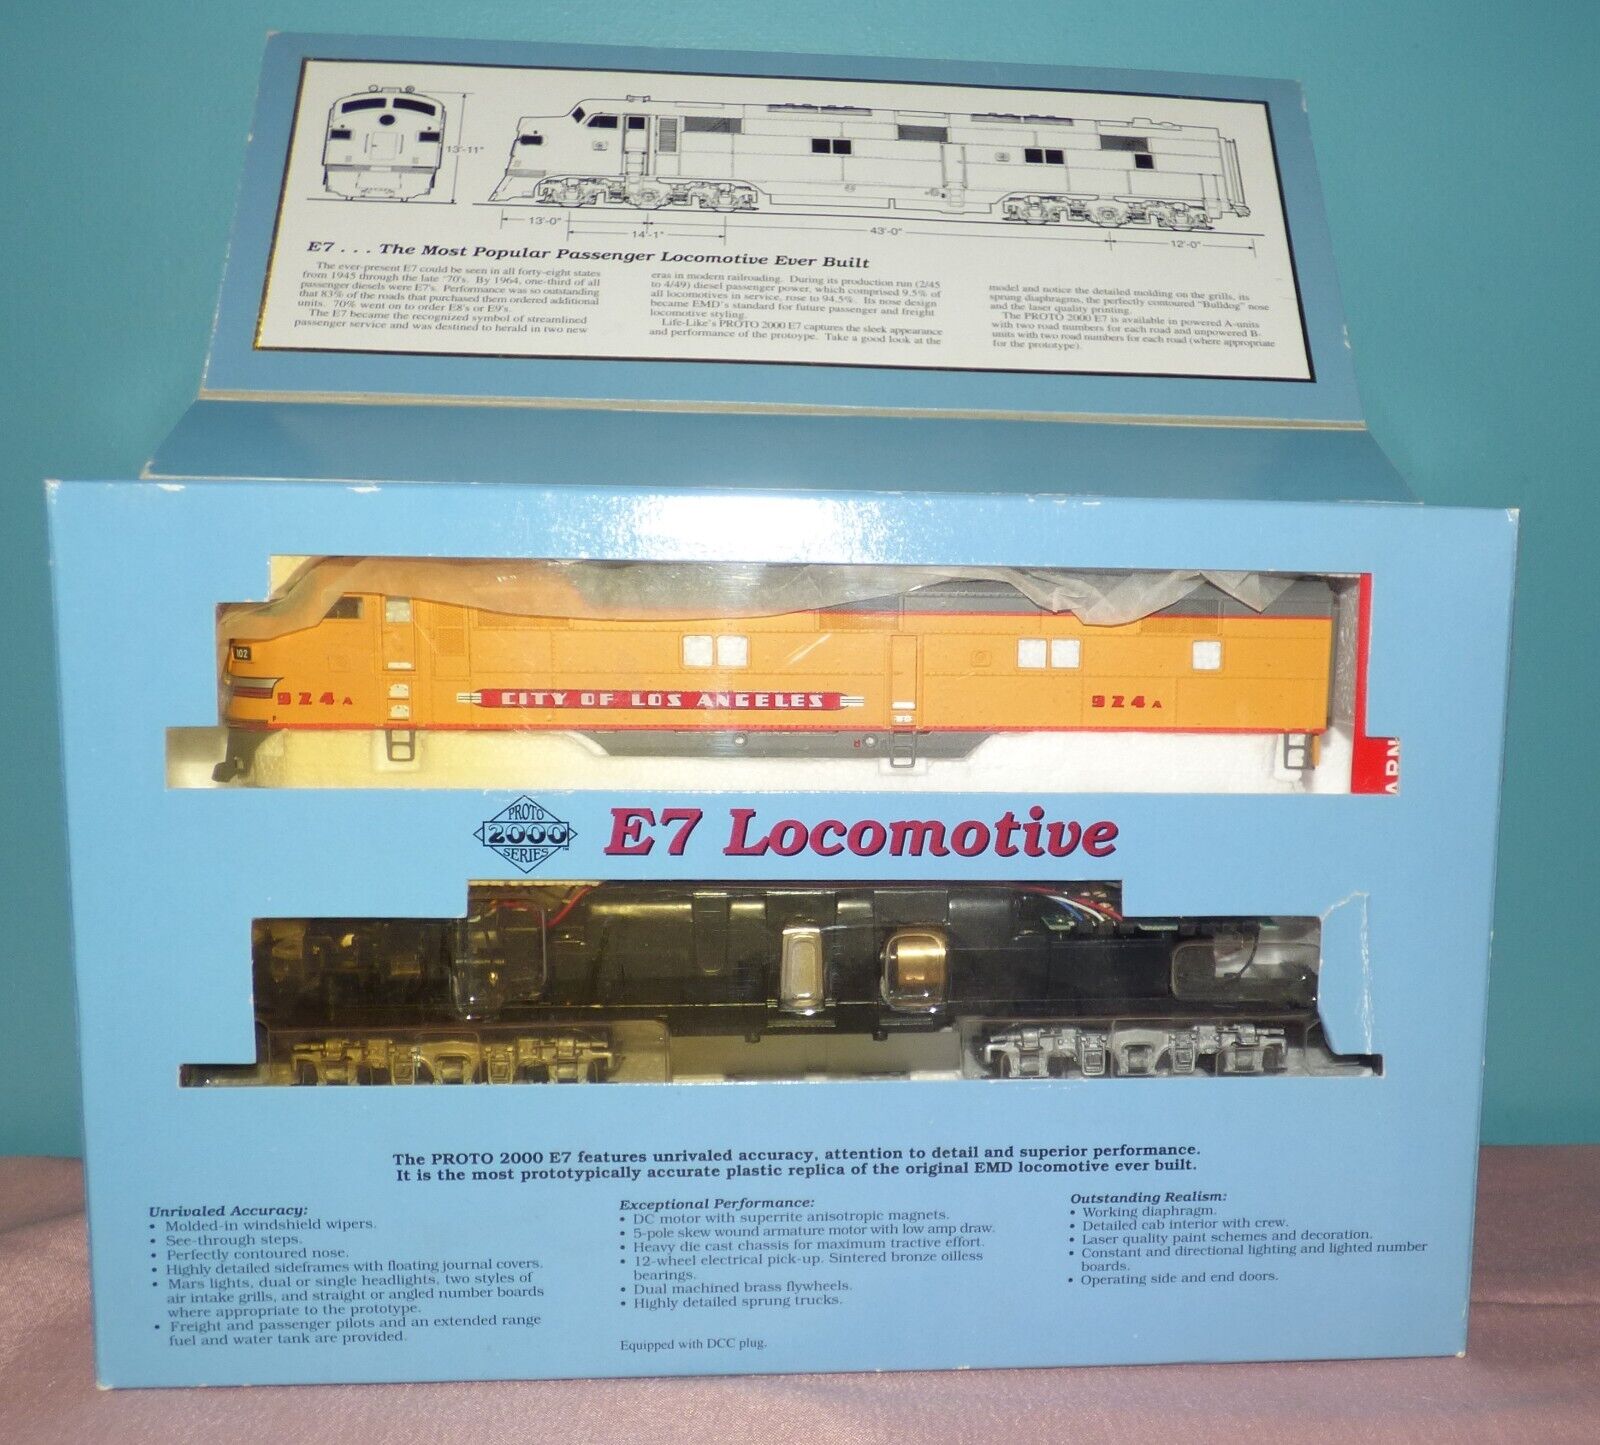 13'-11"
13'-0"
14'-1"
43'-0"
12'-0"
E7 . . . The Most Popular Passenger Locomotive Ever Built
The ever-present E7 could be seen in all forty-eight states
from 1945 through the late '70's. By 1964, one-third of all
passenger diesels were E7's. Performance was so outstanding
that 83% of the roads that purchased them ordered additional
units. 70% went on to order E8's or E9's.
The E7 became the recognized symbol of streamlined
passenger service and was destined to herald in two new
eras in modern railroading. During its production run (2/45
to 4/49) diesel passenger power, which comprised 9.5% of
all locomotives in service, rose to 94.5%. Its nose design
became EMD's standard for future passenger and freight
locomotive styling.
Life-Like's PROTO 2000 E7 captures the sleek appearance
and performance of the protoype. Take a good look at the
model and notice the detailed molding on the grills, its
sprung diaphragms, the perfectly contoured "Bulldog" nose
and the laser quality printing.
The PROTO 2000 E7 is available in powered A-units
with two road numbers for each road and unpowered B-
units with two road numbers for each road (where appropriate
for the prototype).
102
924 A
CITY OF LOS ANGELES
924 A
F
PROTO
2000
SERIES
™
E7 Locomotive
The PROTO 2000 E7 features unrivaled accuracy, attention to detail and superior performance.
It is the most prototypically accurate plastic replica of the original EMD locomotive ever built.
Unrivaled Accuracy:
• Molded-in windshield wipers.
• See-through steps.
• Perfectly contoured nose.
• Highly detailed sideframes with floating journal covers.
• Mars lights, dual or single headlights, two styles of
air intake grills, and straight or angled number boards
where appropriate to the prototype.
• Freight and passenger pilots and an extended range
fuel and water tank are provided.
Exceptional Performance:
• DC motor with superrite anisotropic magnets.
• 5-pole skew wound armature motor with low amp draw.
• Heavy die cast chassis for maximum tractive effort.
• 12-wheel electrical pick-up. Sintered bronze oilless
bearings.
• Dual machined brass flywheels.
• Highly detailed sprung trucks.
Equipped with DCC plug.
Outstanding Realism:
• Working diaphragm.
• Detailed cab interior with crew.
• Laser quality paint schemes and decoration.
• Constant and directional lighting and lighted number
boards.
• Operating side and end doors.